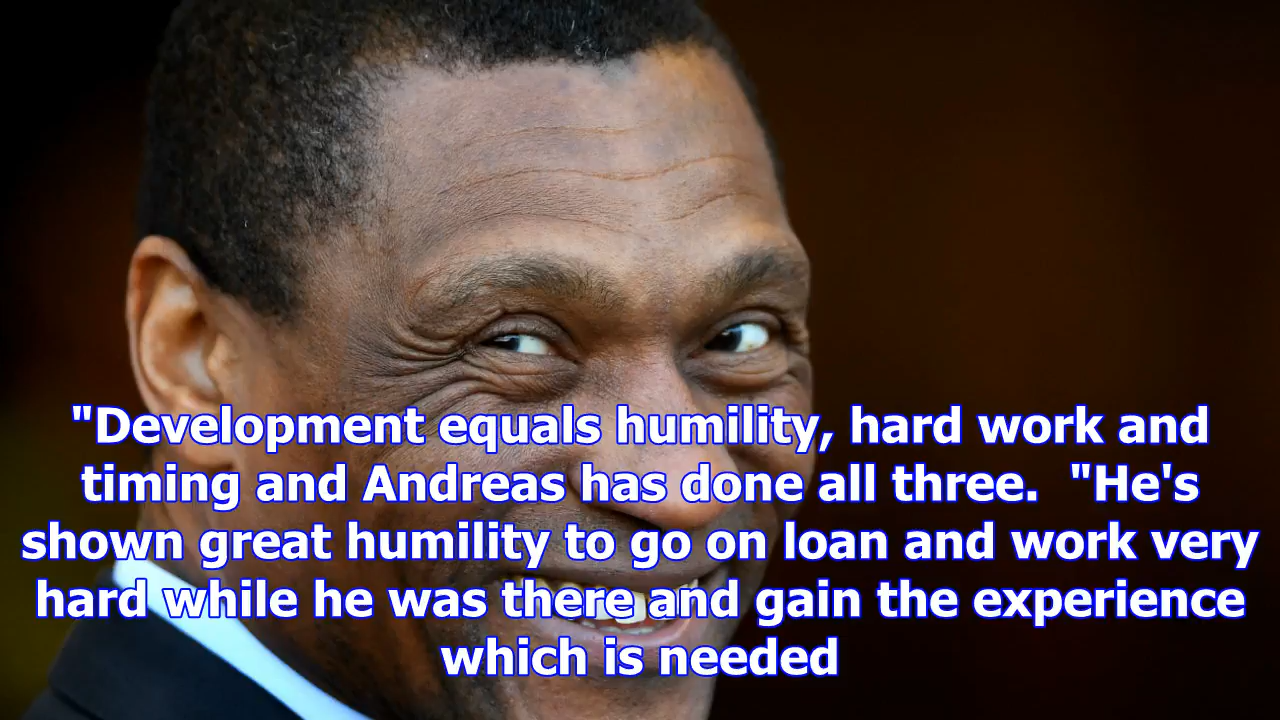 "Development equals humility, hard work and
timing and Andreas has done all three.  "He's
shown great humility to go on loan and work very
hard while he was there and gain the experience
which is needed